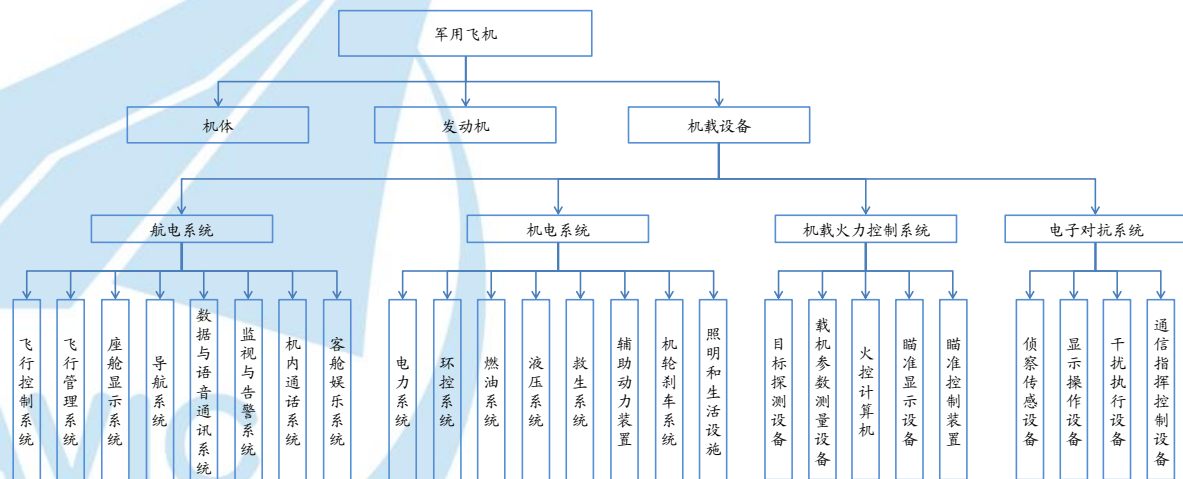 军用飞机
机体
发动机
机载设备
航电系统
机电系统
机载火力控制系统
电子对抗系统
飞行控制系统
飞行管理系统
座舱显示系统
导航系统
数据与语音通讯系统
监视与告警系统
机内通话系统
客舱娱乐系统
电力系统
环控系统
燃油系统
液压系统
救生系统
辅助动力装置
机轮刹车系统
照明和生活设施
目标探测设备
载机参数测量设备
火控计算机
瞄准显示设备
瞄准控制装置
侦察传感设备
显示操作设备
干扰执行设备
通信指挥控制设备
AVIC